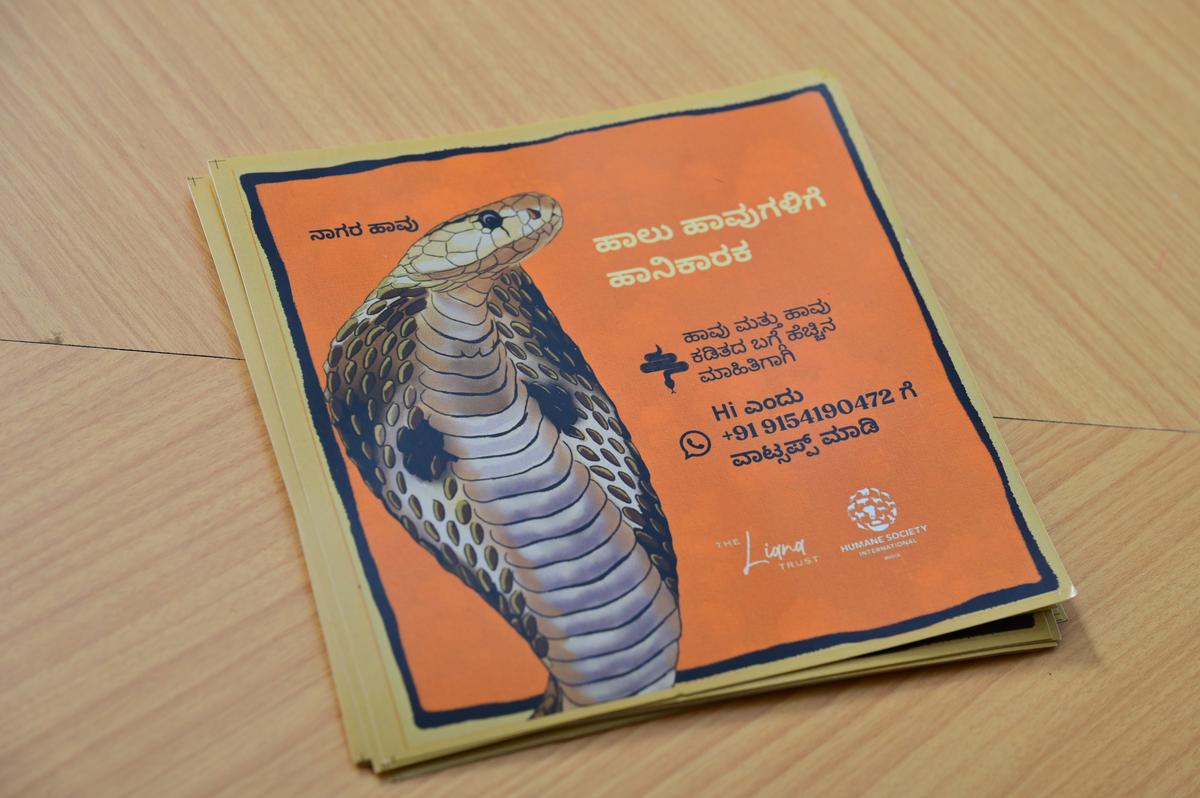 ನಾಗರ ಹಾವು
ಹಾಲು ಹಾವುಗಳಿಗೆ
ಹಾನಿಕಾರಕ
ಹಾವು ಮತ್ತು ಹಾವು
ಕಡಿತದ ಬಗ್ಗೆ ಹೆಚ್ಚಿನ
ಮಾಹಿತಿಗಾಗಿ
Hi ಎಂದು
+91 9154190472 ಗೆ
ವಾಟ್ಸಪ್ಪ್ ಮಾಡಿ
THE Liana TRUST
HUMANE SOCIETY
INTERNATIONAL
INDIA